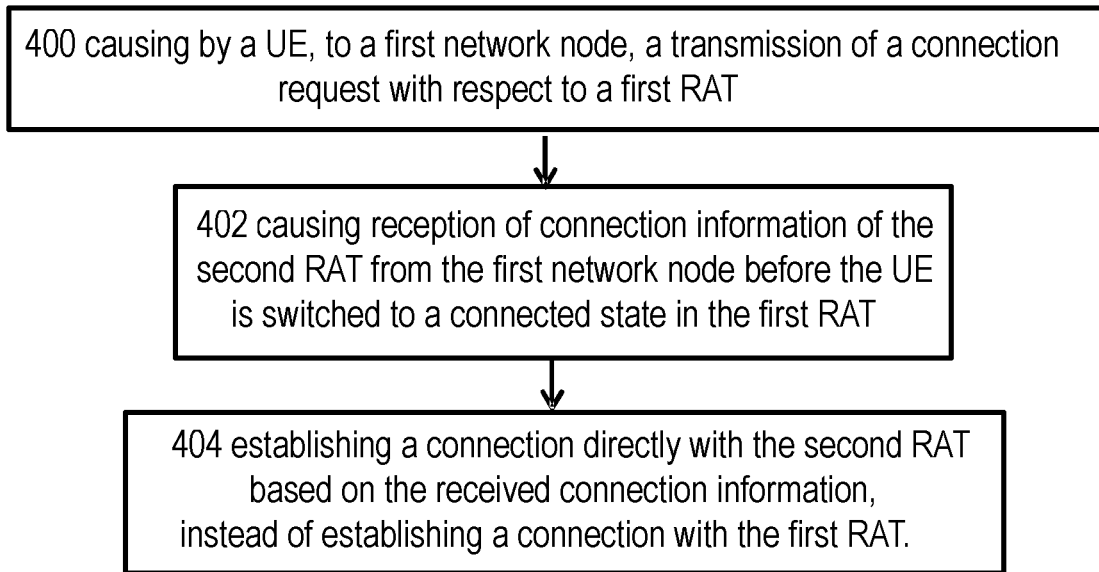 400 causing by a UE, to a first network node, a transmission of a connection
request with respect to a first RAT
402 causing reception of connection information of the
second RAT from the first network node before the UE
is switched to a connected state in the first RAT
404 establishing a connection directly with the second RAT
based on the received connection information,
instead of establishing a connection with the first RAT.